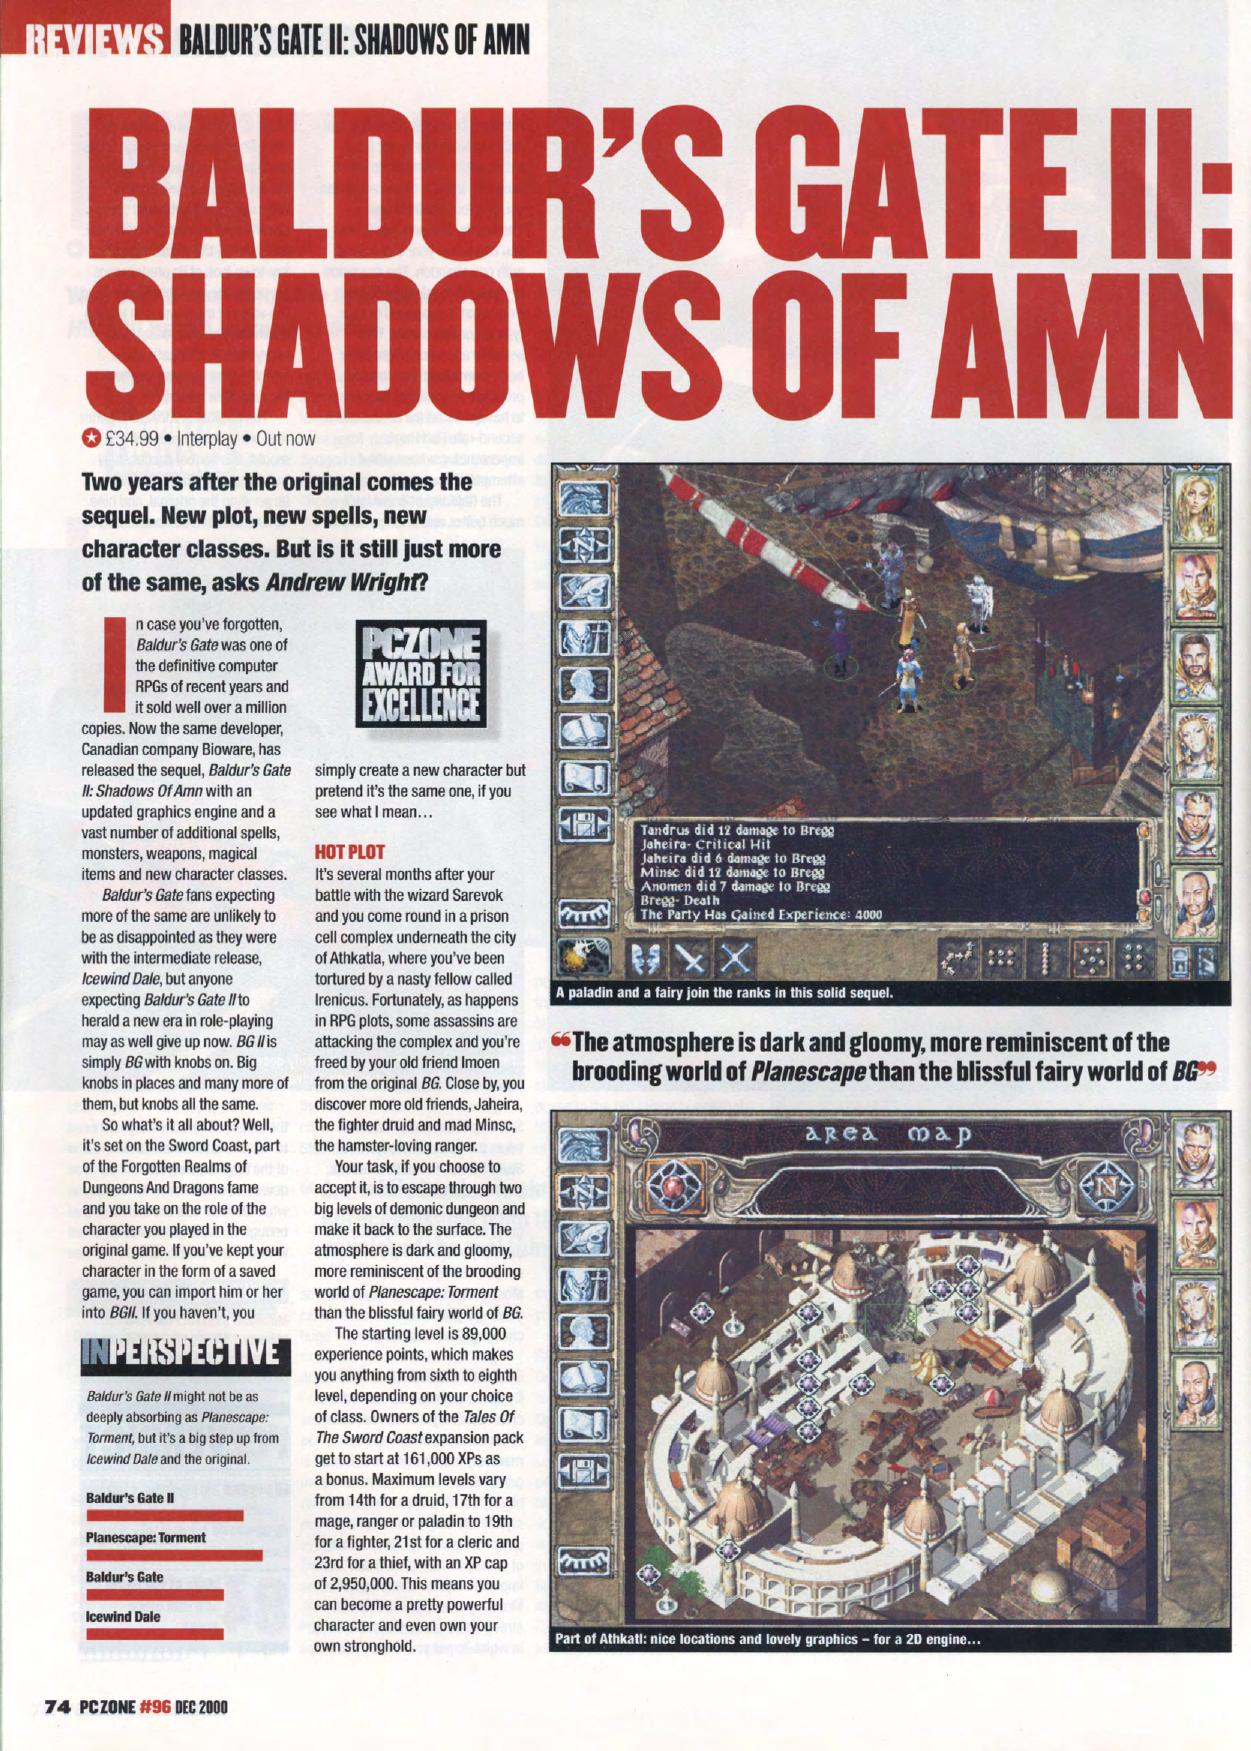 REVIEWS BALDUR'S GATE II: SHADOWS OF AMN
BALDUR'S GATE II:
SHADOWS OF AMN
£34.99 • Interplay • Out now
Two years after the original comes the
sequel. New plot, new spells, new
character classes. But is it still just more
of the same, asks Andrew Wright?
In case you've forgotten,
Baldur's Gate was one of
the definitive computer
RPGs of recent years and
it sold well over a million
copies. Now the same developer,
Canadian company Bioware, has
released the sequel, Baldur's Gate
II: Shadows Of Amn with an
updated graphics engine and a
vast number of additional spells,
monsters, weapons, magical
items and new character classes.
Baldur's Gate fans expecting
more of the same are unlikely to
be as disappointed as they were
with the intermediate release,
Icewind Dale, but anyone
expecting Baldur's Gate II to
herald a new era in role-playing
may as well give up now. BG II is
simply BG with knobs on. Big
knobs in places and many more of
them, but knobs all the same.
So what's it all about? Well,
it's set on the Sword Coast, part
of the Forgotten Realms of
Dungeons And Dragons fame
and you take on the role of the
character you played in the
original game. If you've kept your
character in the form of a saved
game, you can import him or her
into BGII. If you haven't, you
PCZONE
AWARD FOR
EXCELLENCE
simply create a new character but
pretend it's the same one, if you
see what I mean...
HOT PLOT
It's several months after your
battle with the wizard Sarevok
and you come round in a prison
cell complex underneath the city
of Athkatla, where you've been
tortured by a nasty fellow called
Irenicus. Fortunately, as happens
in RPG plots, some assassins are
attacking the complex and you're
freed by your old friend Imoen
from the original BG. Close by, you
discover more old friends, Jaheira,
the fighter druid and mad Minsc,
the hamster-loving ranger.
Your task, if you choose to
accept it, is to escape through two
big levels of demonic dungeon and
make it back to the surface. The
atmosphere is dark and gloomy,
more reminiscent of the brooding
world of Planescape: Torment
than the blissful fairy world of BG.
The starting level is 89,000
experience points, which makes
you anything from sixth to eighth
level, depending on your choice
of class. Owners of the Tales Of
The Sword Coast expansion pack
get to start at 161,000 XPs as
a bonus. Maximum levels vary
from 14th for a druid, 17th for a
mage, ranger or paladin to 19th
for a fighter, 21st for a cleric and
23rd for a thief, with an XP cap
of 2,950,000. This means you
can become a pretty powerful
character and even own your
own stronghold.
INPERSPECTIVE
Baldur's Gate II might not be as
deeply absorbing as Planescape:
Torment, but it's a big step up from
Icewind Dale and the original.
Baldur's Gate II
Planescape: Torment
Baldur's Gate
Icewind Dale
Tandrus did 12 damage to Bregg
Jaheira- Critical Hit
Jaheira did 6 damage to Bregg
Minsc did 12 damage to Bregg
Anomen did 7 damage to Bregg
Bregg- Death
The Party Has Gained Experience: 4000
A paladin and a fairy join the ranks in this solid sequel.
“The atmosphere is dark and gloomy, more reminiscent of the
brooding world of Planescape than the blissful fairy world of BG”
AREA MAP
N
Part of Athkatl: nice locations and lovely graphics – for a 2D engine...
74 PCZONE #96 DEC 2000